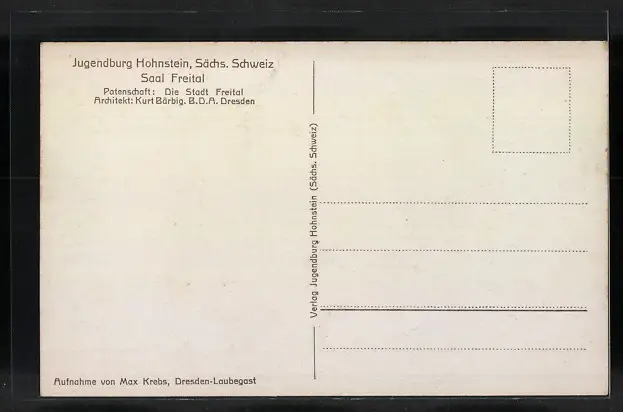 Jugendburg Hohnstein, Sächs. Schweiz
Saal Freital
Patenschaft: Die Stadt Freital
Architekt: Kurt Bärbig. B.D.A. Dresden
Verlag Jugendburg Hohnstein (Sächs. Schweiz)
Aufnahme von Max Krebs, Dresden-Laubegast